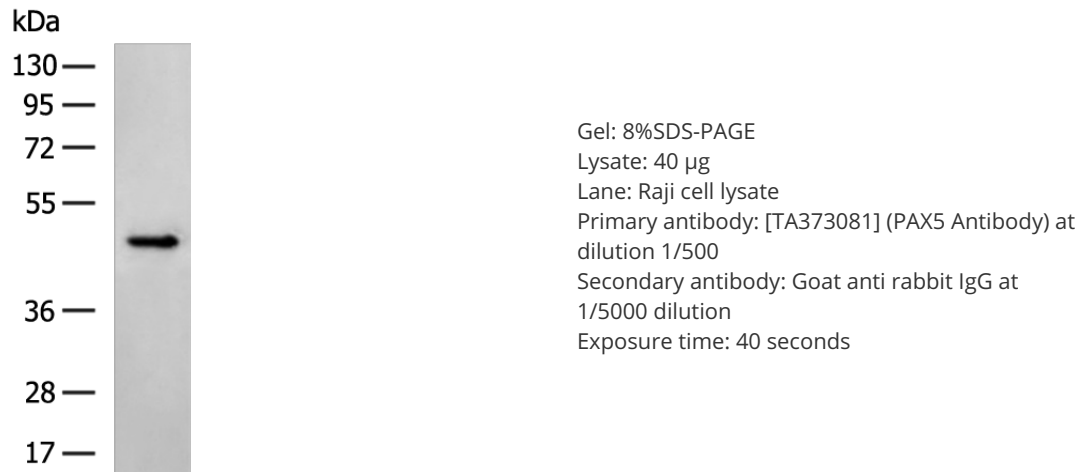 kDa
130
95
72
55
36
28
17
Gel: 8%SDS-PAGE
Lysate: 40 µg
Lane: Raji cell lysate
Primary antibody: [TA373081] (PAX5 Antibody) at
dilution 1/500
Secondary antibody: Goat anti rabbit IgG at
1/5000 dilution
Exposure time: 40 seconds